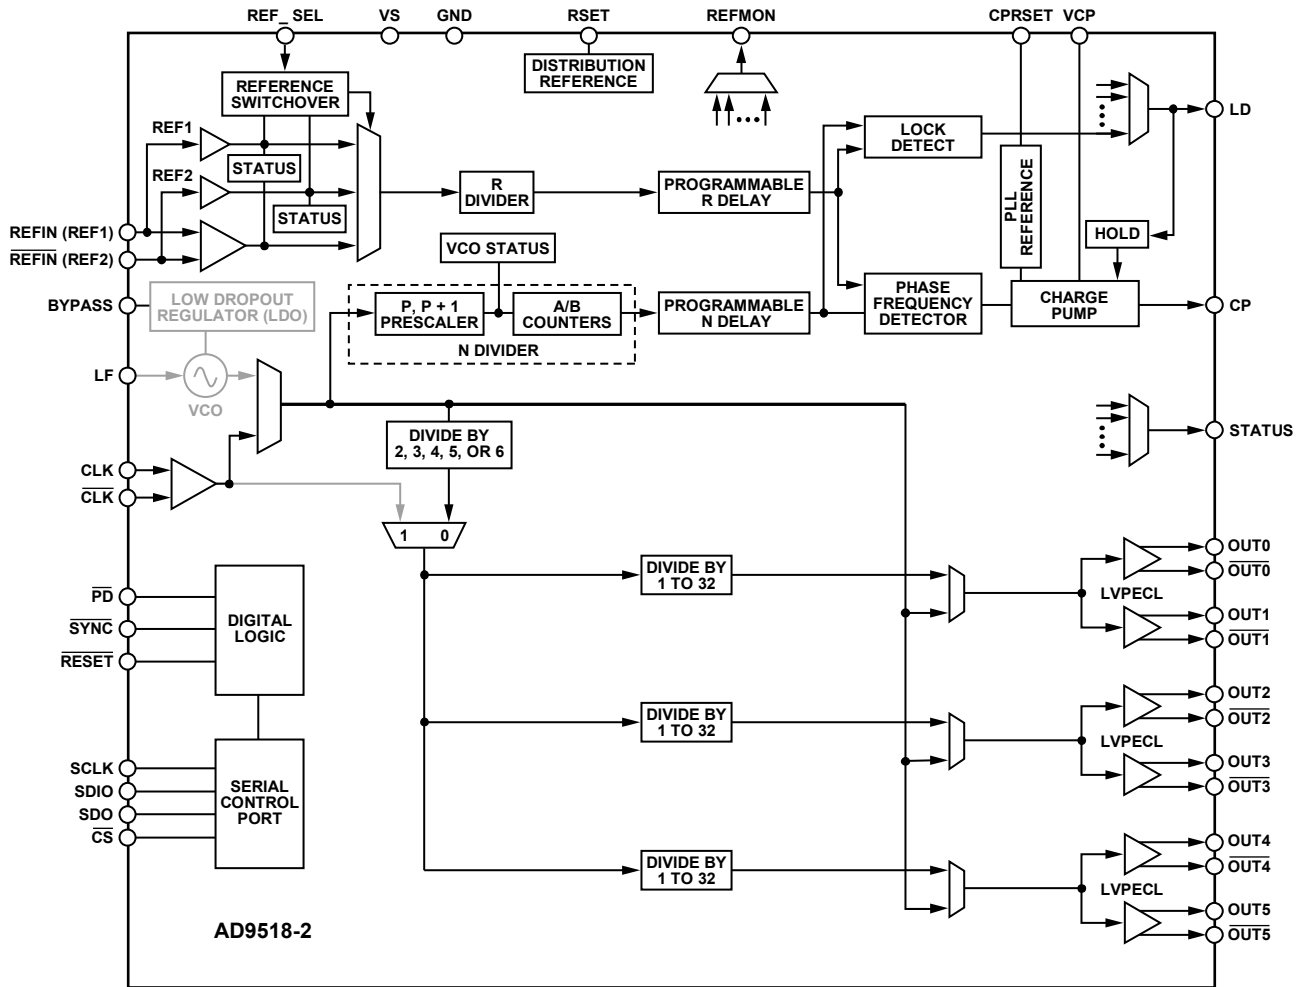 REF_ SEL
VS
GND
RSET
REFMON
CPRSET
VCP
DISTRIBUTION
REFERENCE
REFERENCE
SWITCHOVER
REF1
STATUS
REF2
STATUS
R
DIVIDER
PROGRAMMABLE
R DELAY
LOCK
DETECT
PLL
REFERENCE
HOLD
LD
REFIN (REF1)
REFIN (REF2)
VCO STATUS
BYPASS
LOW DROPOUT
REGULATOR (LDO)
P, P + 1
PRESCALER
A/B
COUNTERS
N DIVIDER
PROGRAMMABLE
N DELAY
PHASE
FREQUENCY
DETECTOR
CHARGE
PUMP
CP
LF
VCO
DIVIDE BY
2, 3, 4, 5, OR 6
STATUS
CLK
CLK
1 0
DIVIDE BY
1 TO 32
LVPECL
OUT0
OUT0
OUT1
OUT1
PD
SYNC
RESET
DIGITAL
LOGIC
DIVIDE BY
1 TO 32
LVPECL
OUT2
OUT2
OUT3
OUT3
SCLK
SDIO
SDO
CS
SERIAL
CONTROL
PORT
DIVIDE BY
1 TO 32
LVPECL
OUT4
OUT4
OUT5
OUT5
AD9518-2